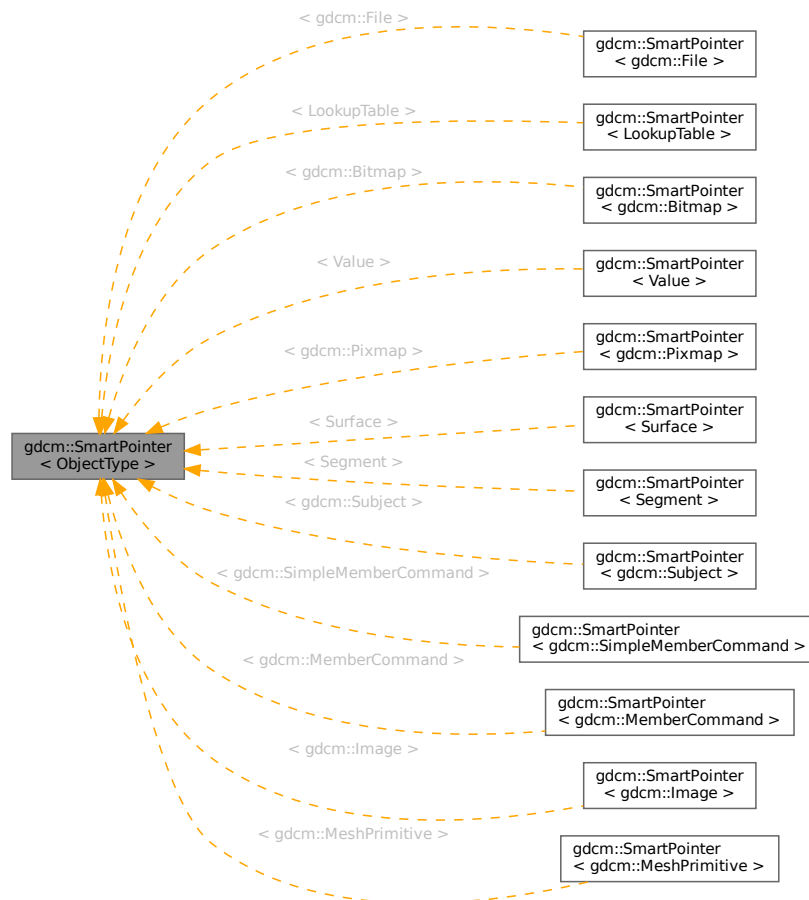 < gdcm::File >
gdcm::SmartPointer
< gdcm::File >
< LookupTable >
gdcm::SmartPointer
< LookupTable >
< gdcm::Bitmap >
gdcm::SmartPointer
< gdcm::Bitmap >
< Value >
gdcm::SmartPointer
< Value >
< gdcm::Pixmap >
gdcm::SmartPointer
< gdcm::Pixmap >
< Surface >
gdcm::SmartPointer
< Surface >
gdcm::SmartPointer
< ObjectType >
< Segment >
gdcm::SmartPointer
< Segment >
< gdcm::Subject >
gdcm::SmartPointer
< gdcm::Subject >
< gdcm::SimpleMemberCommand >
gdcm::SmartPointer
< gdcm::SimpleMemberCommand >
< gdcm::MemberCommand >
gdcm::SmartPointer
< gdcm::MemberCommand >
< gdcm::Image >
gdcm::SmartPointer
< gdcm::Image >
< gdcm::MeshPrimitive >
gdcm::SmartPointer
< gdcm::MeshPrimitive >